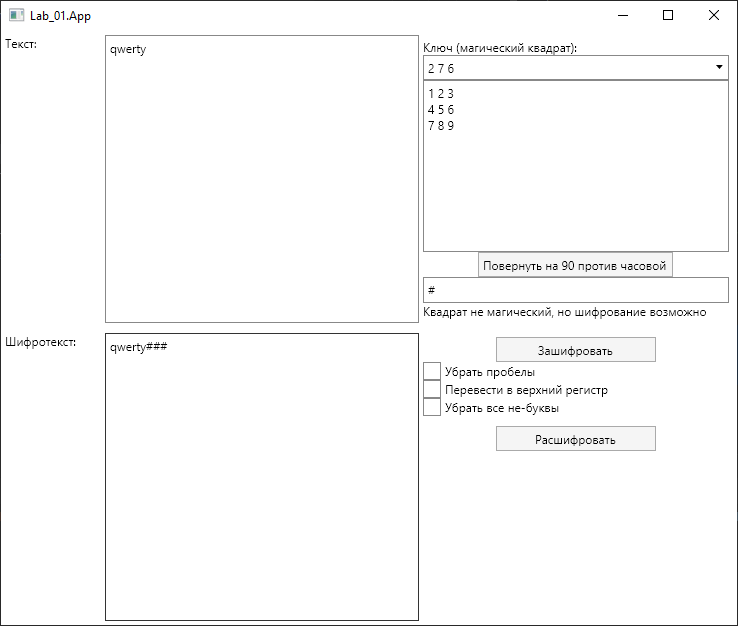 Lab_01.App
Текст:
qwerty
Ключ (магический квадрат):
2 7 6
1 2 3
4 5 6
7 8 9
Повернуть на 90 против часовой
#
Квадрат не магический, но шифрование возможно
Шифротекст:
qwerty###
Зашифровать
Убрать пробелы
Перевести в верхний регистр
Убрать все не-буквы
Расшифровать